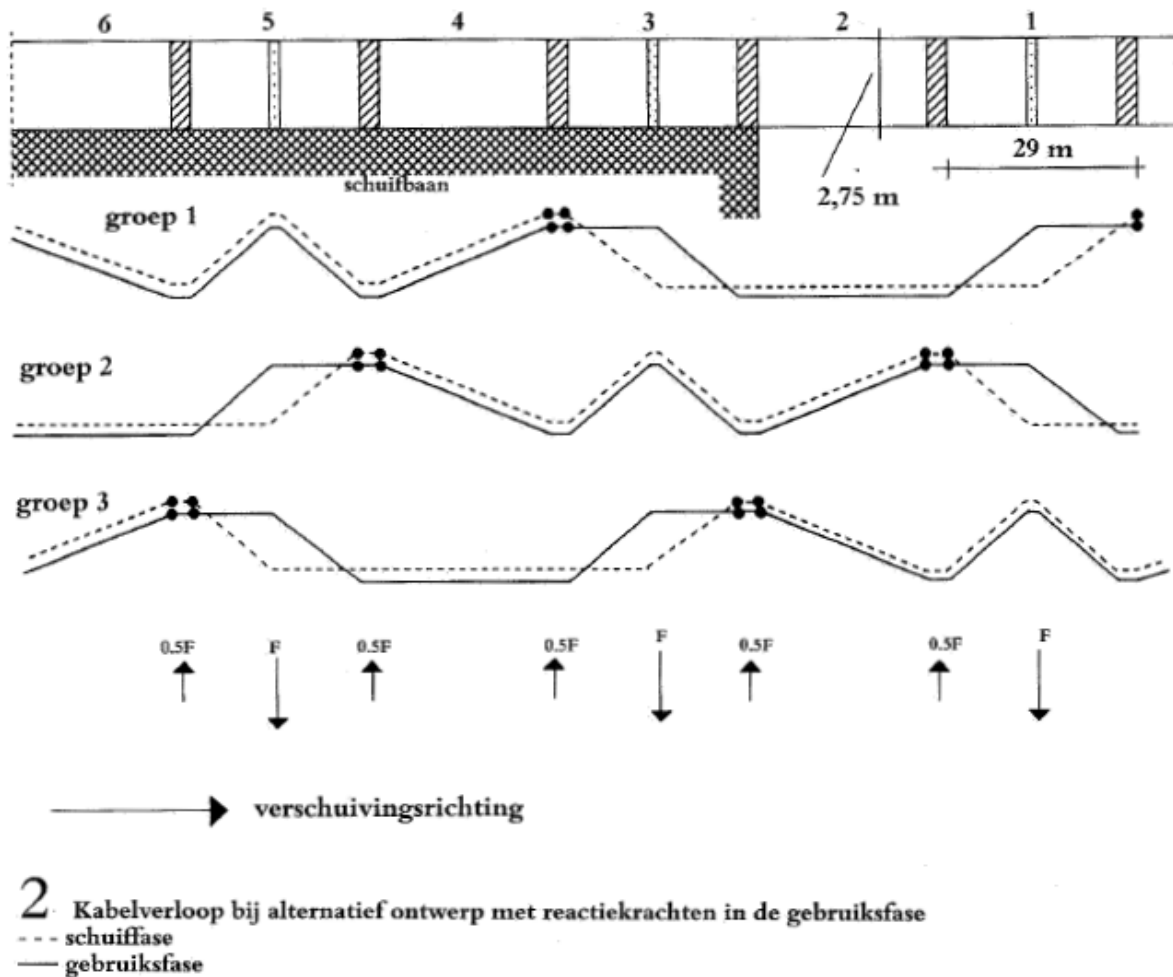 6 5 4 3 2 1
29 m
schuifbaan
2,75 m
groep 1
groep 2
groep 3
0.5F F 0.5F 0.5F F 0.5F 0.5F F
verschuivingsrichting
2 Kabelverloop bij alternatief ontwerp met reactiekrachten in de gebruiksfase
--- schuiffase
— gebruiksfase